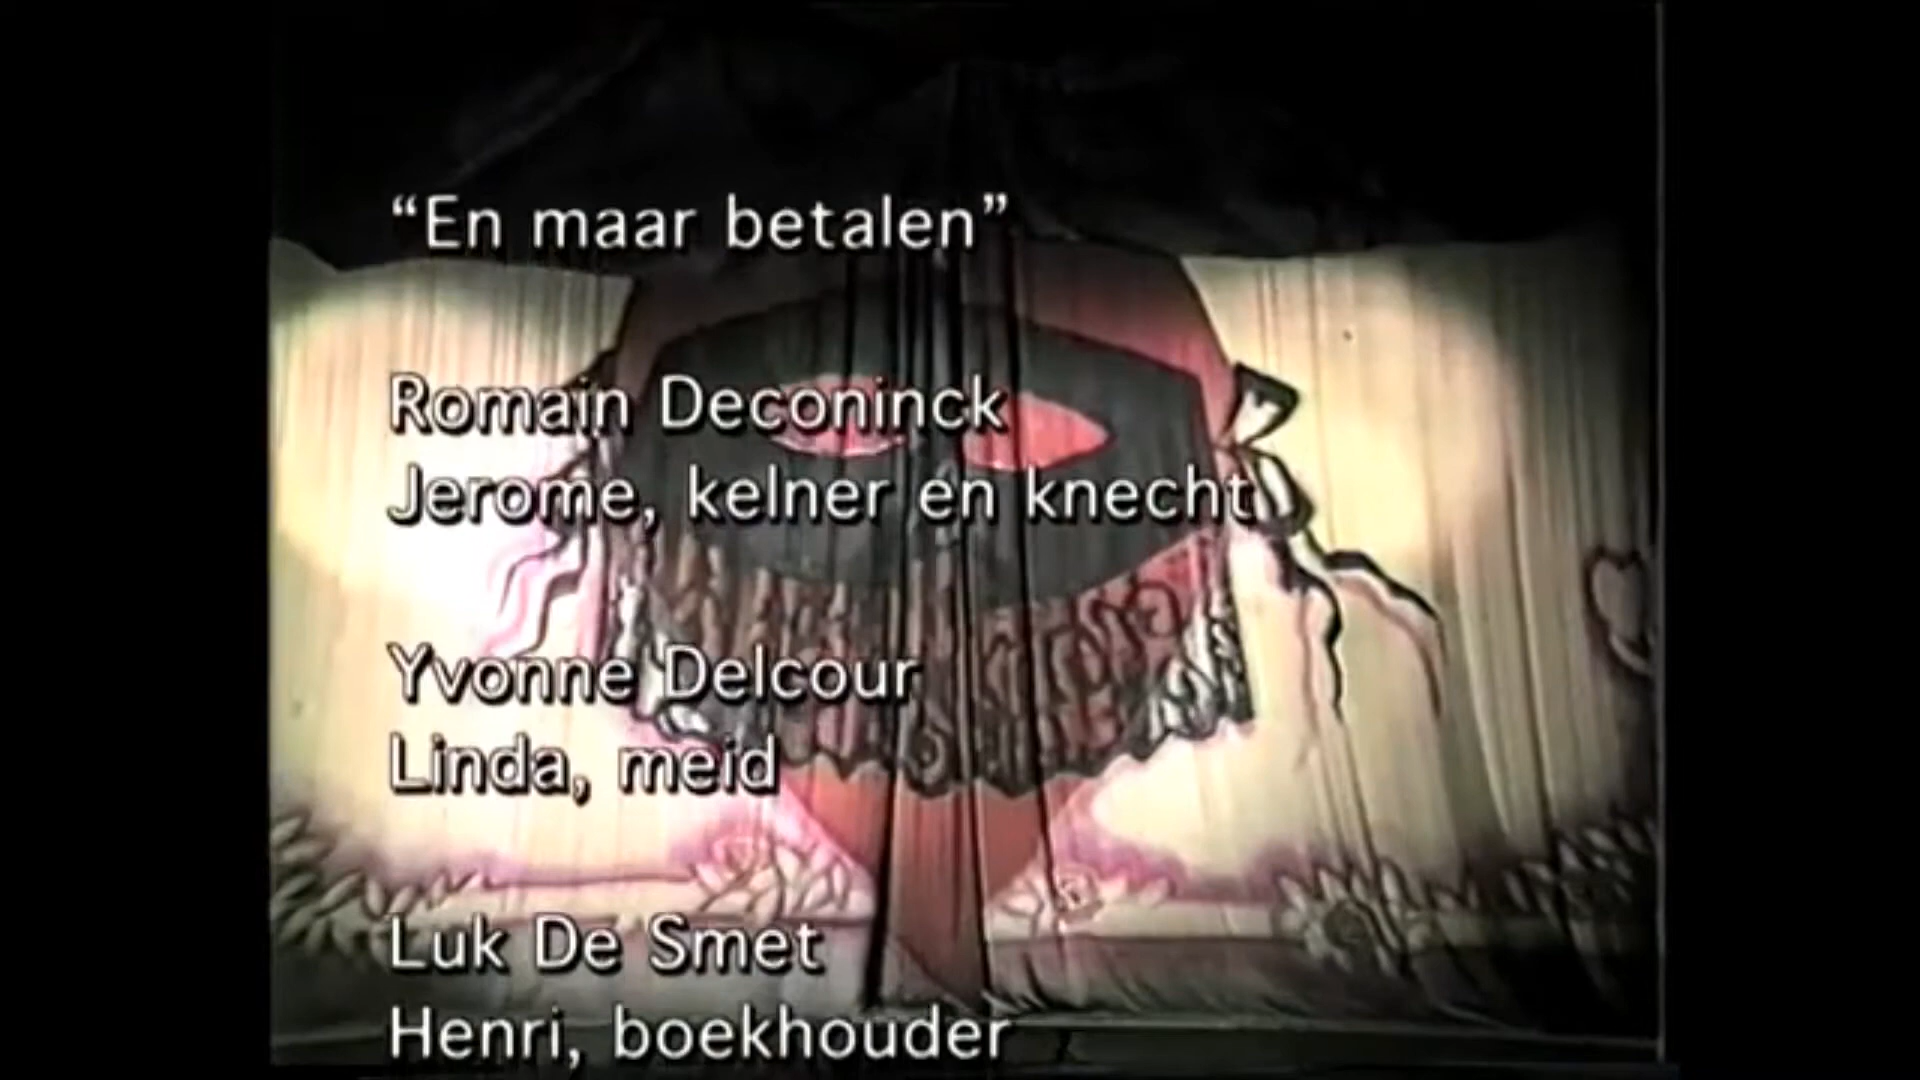 “En maar betalen”
Romain Deconinck
Jerome, kelner en knecht
Yvonne Delcour
Linda, meid
Luk De Smet
Henri, boekhouder